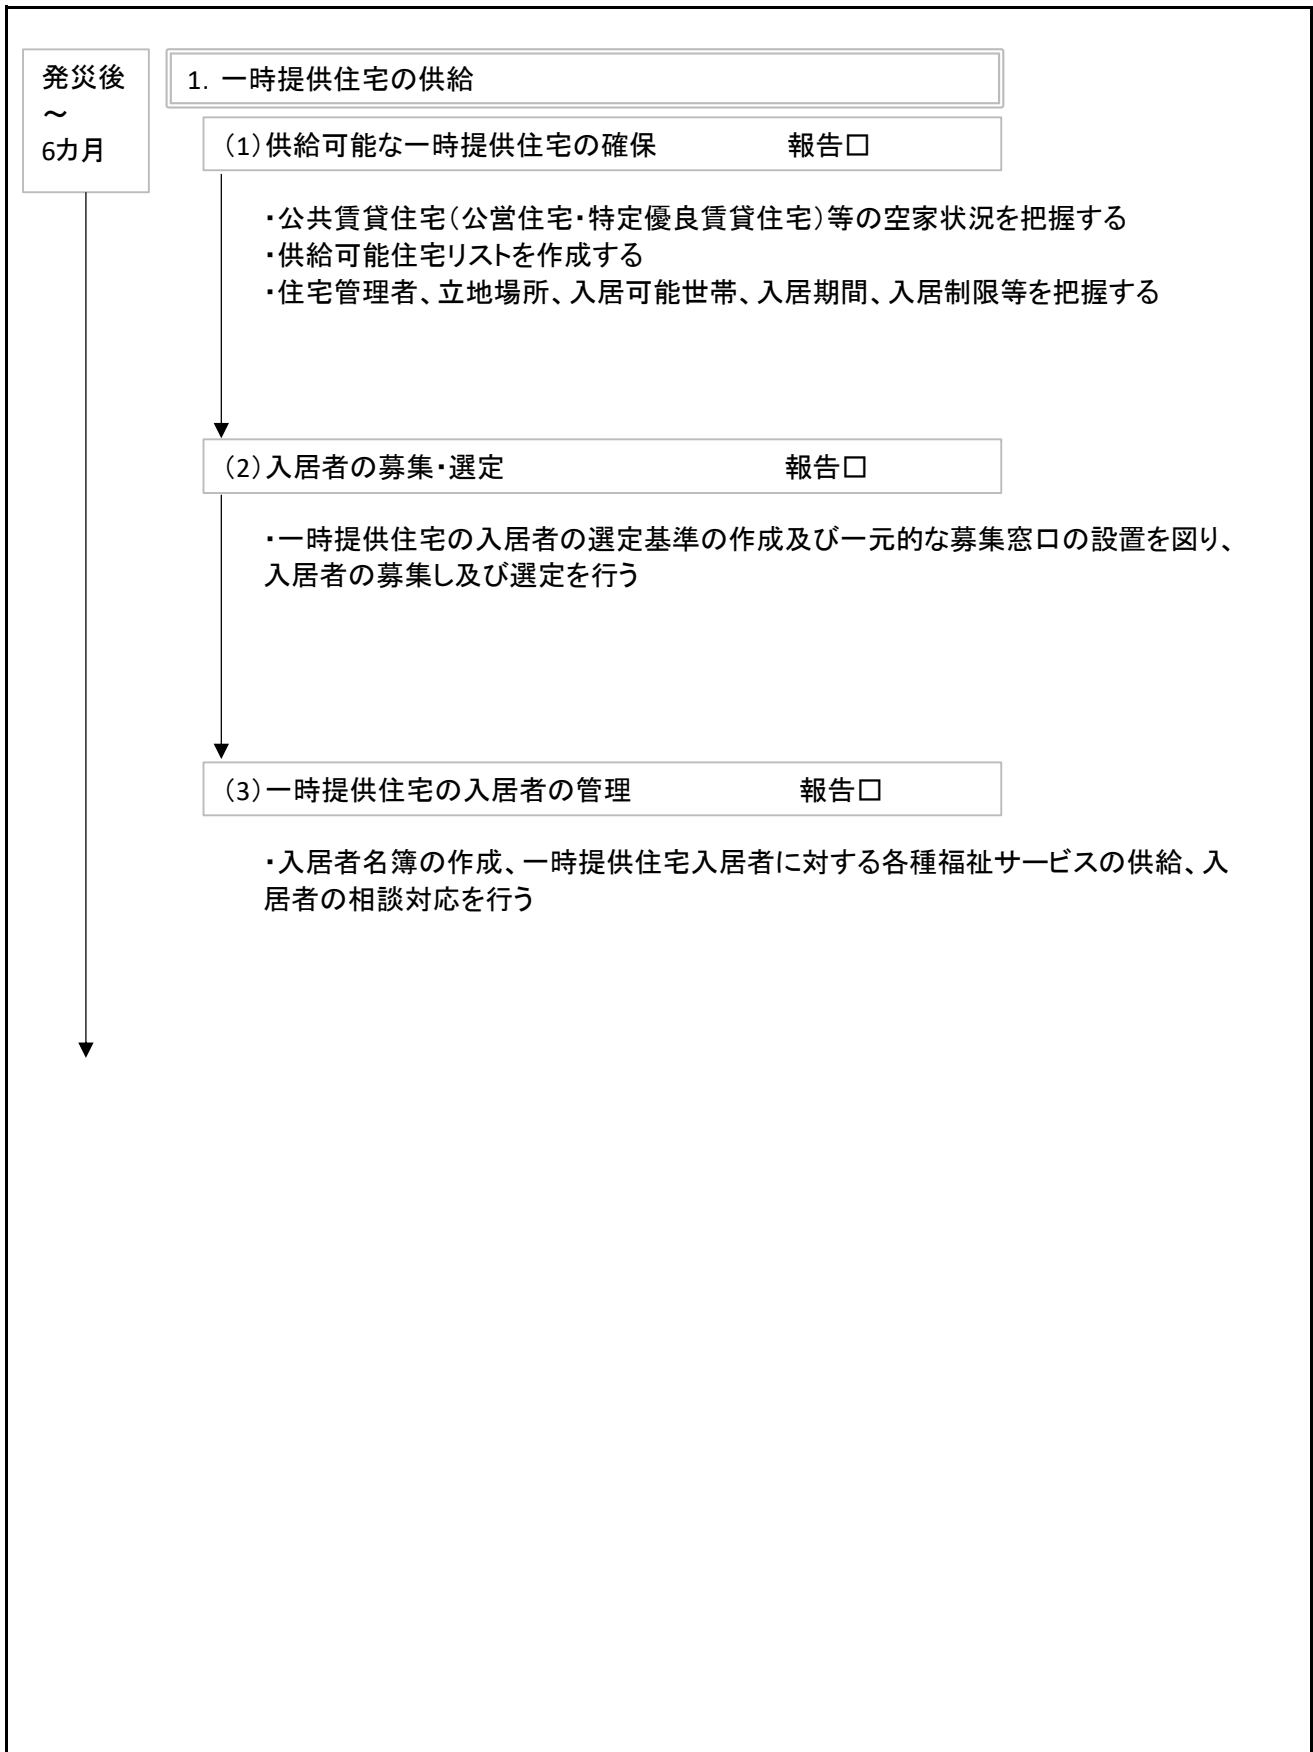 発災後
～
6カ月
1. 一時提供住宅の供給
(1)供給可能な一時提供住宅の確保 報告□
・公共賃貸住宅(公営住宅・特定優良賃貸住宅)等の空家状況を把握する
・供給可能住宅リストを作成する
・住宅管理者、立地場所、入居可能世帯、入居期間、入居制限等を把握する
(2)入居者の募集・選定 報告□
・一時提供住宅の入居者の選定基準の作成及び一元的な募集窓口の設置を図り、
入居者の募集し及び選定を行う
(3)一時提供住宅の入居者の管理 報告□
・入居者名簿の作成、一時提供住宅入居者に対する各種福祉サービスの供給、入
居者の相談対応を行う